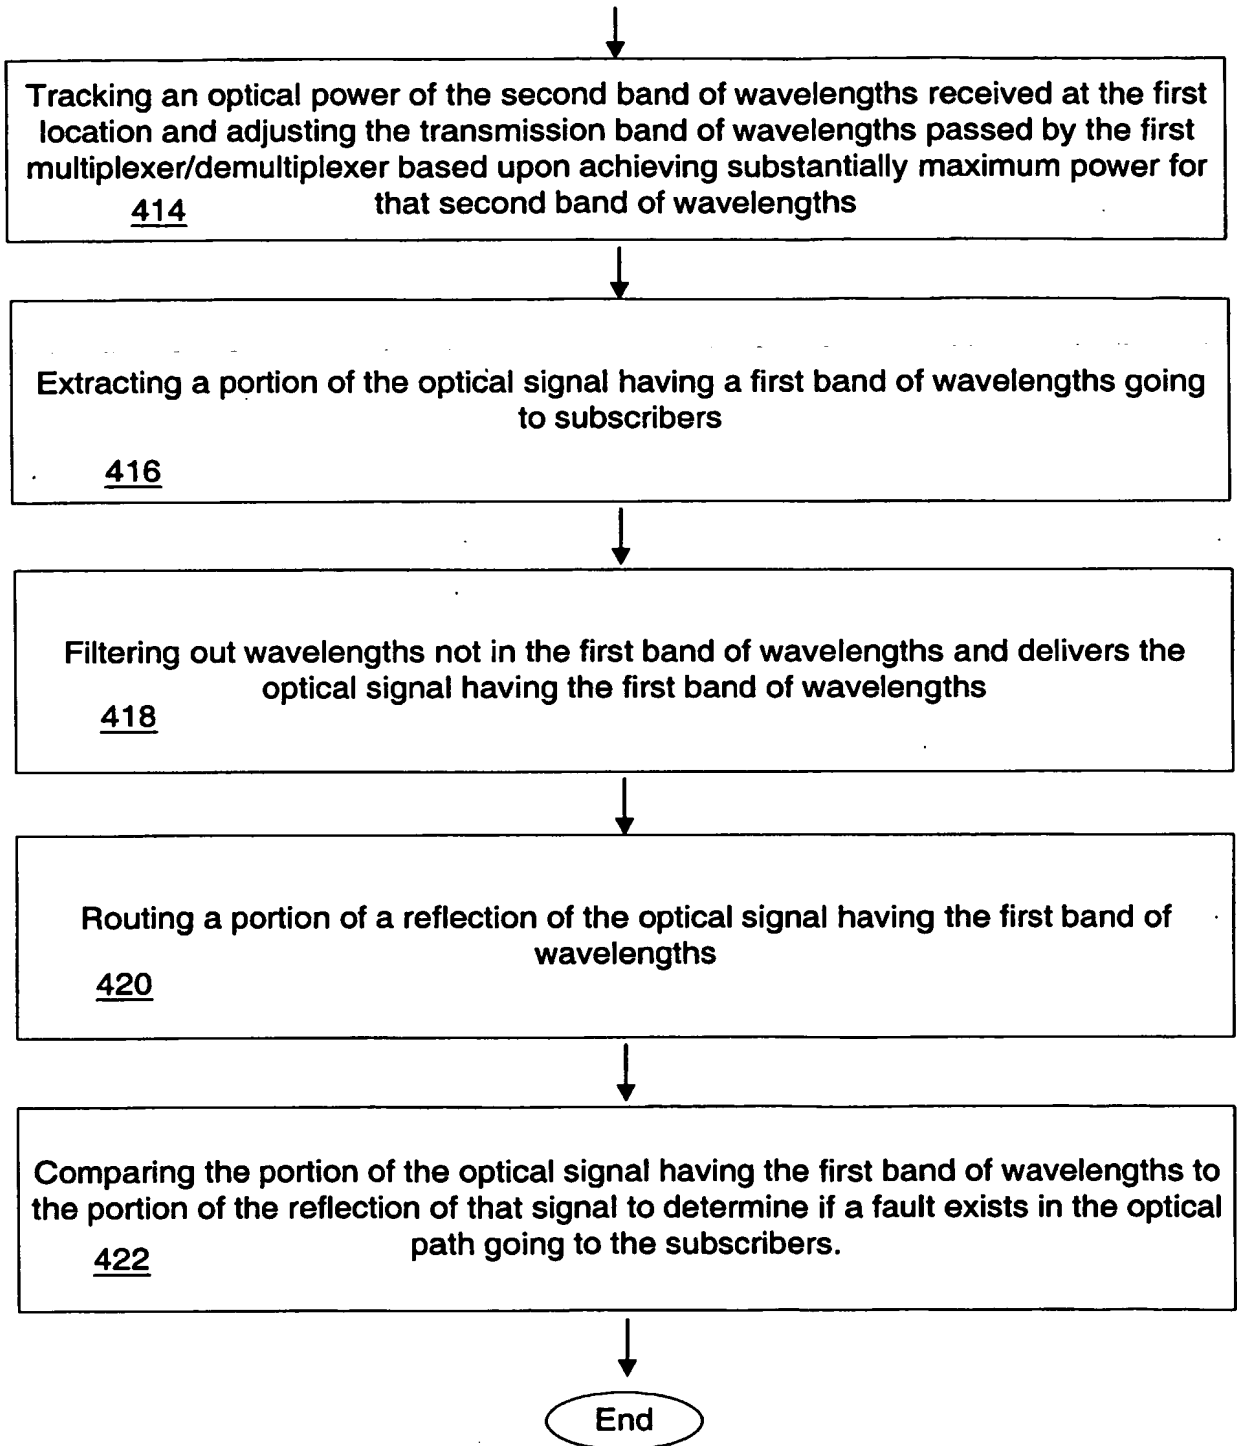 Tracking an optical power of the second band of wavelengths received at the first
location and adjusting the transmission band of wavelengths passed by the first
multiplexer/demultiplexer based upon achieving substantially maximum power for
that second band of wavelengths
414
Extracting a portion of the optical signal having a first band of wavelengths going
to subscribers
416
Filtering out wavelengths not in the first band of wavelengths and delivers the
optical signal having the first band of wavelengths
418
Routing a portion of a reflection of the optical signal having the first band of
wavelengths
420
Comparing the portion of the optical signal having the first band of wavelengths to
the portion of the reflection of that signal to determine if a fault exists in the optical
path going to the subscribers.
422
End